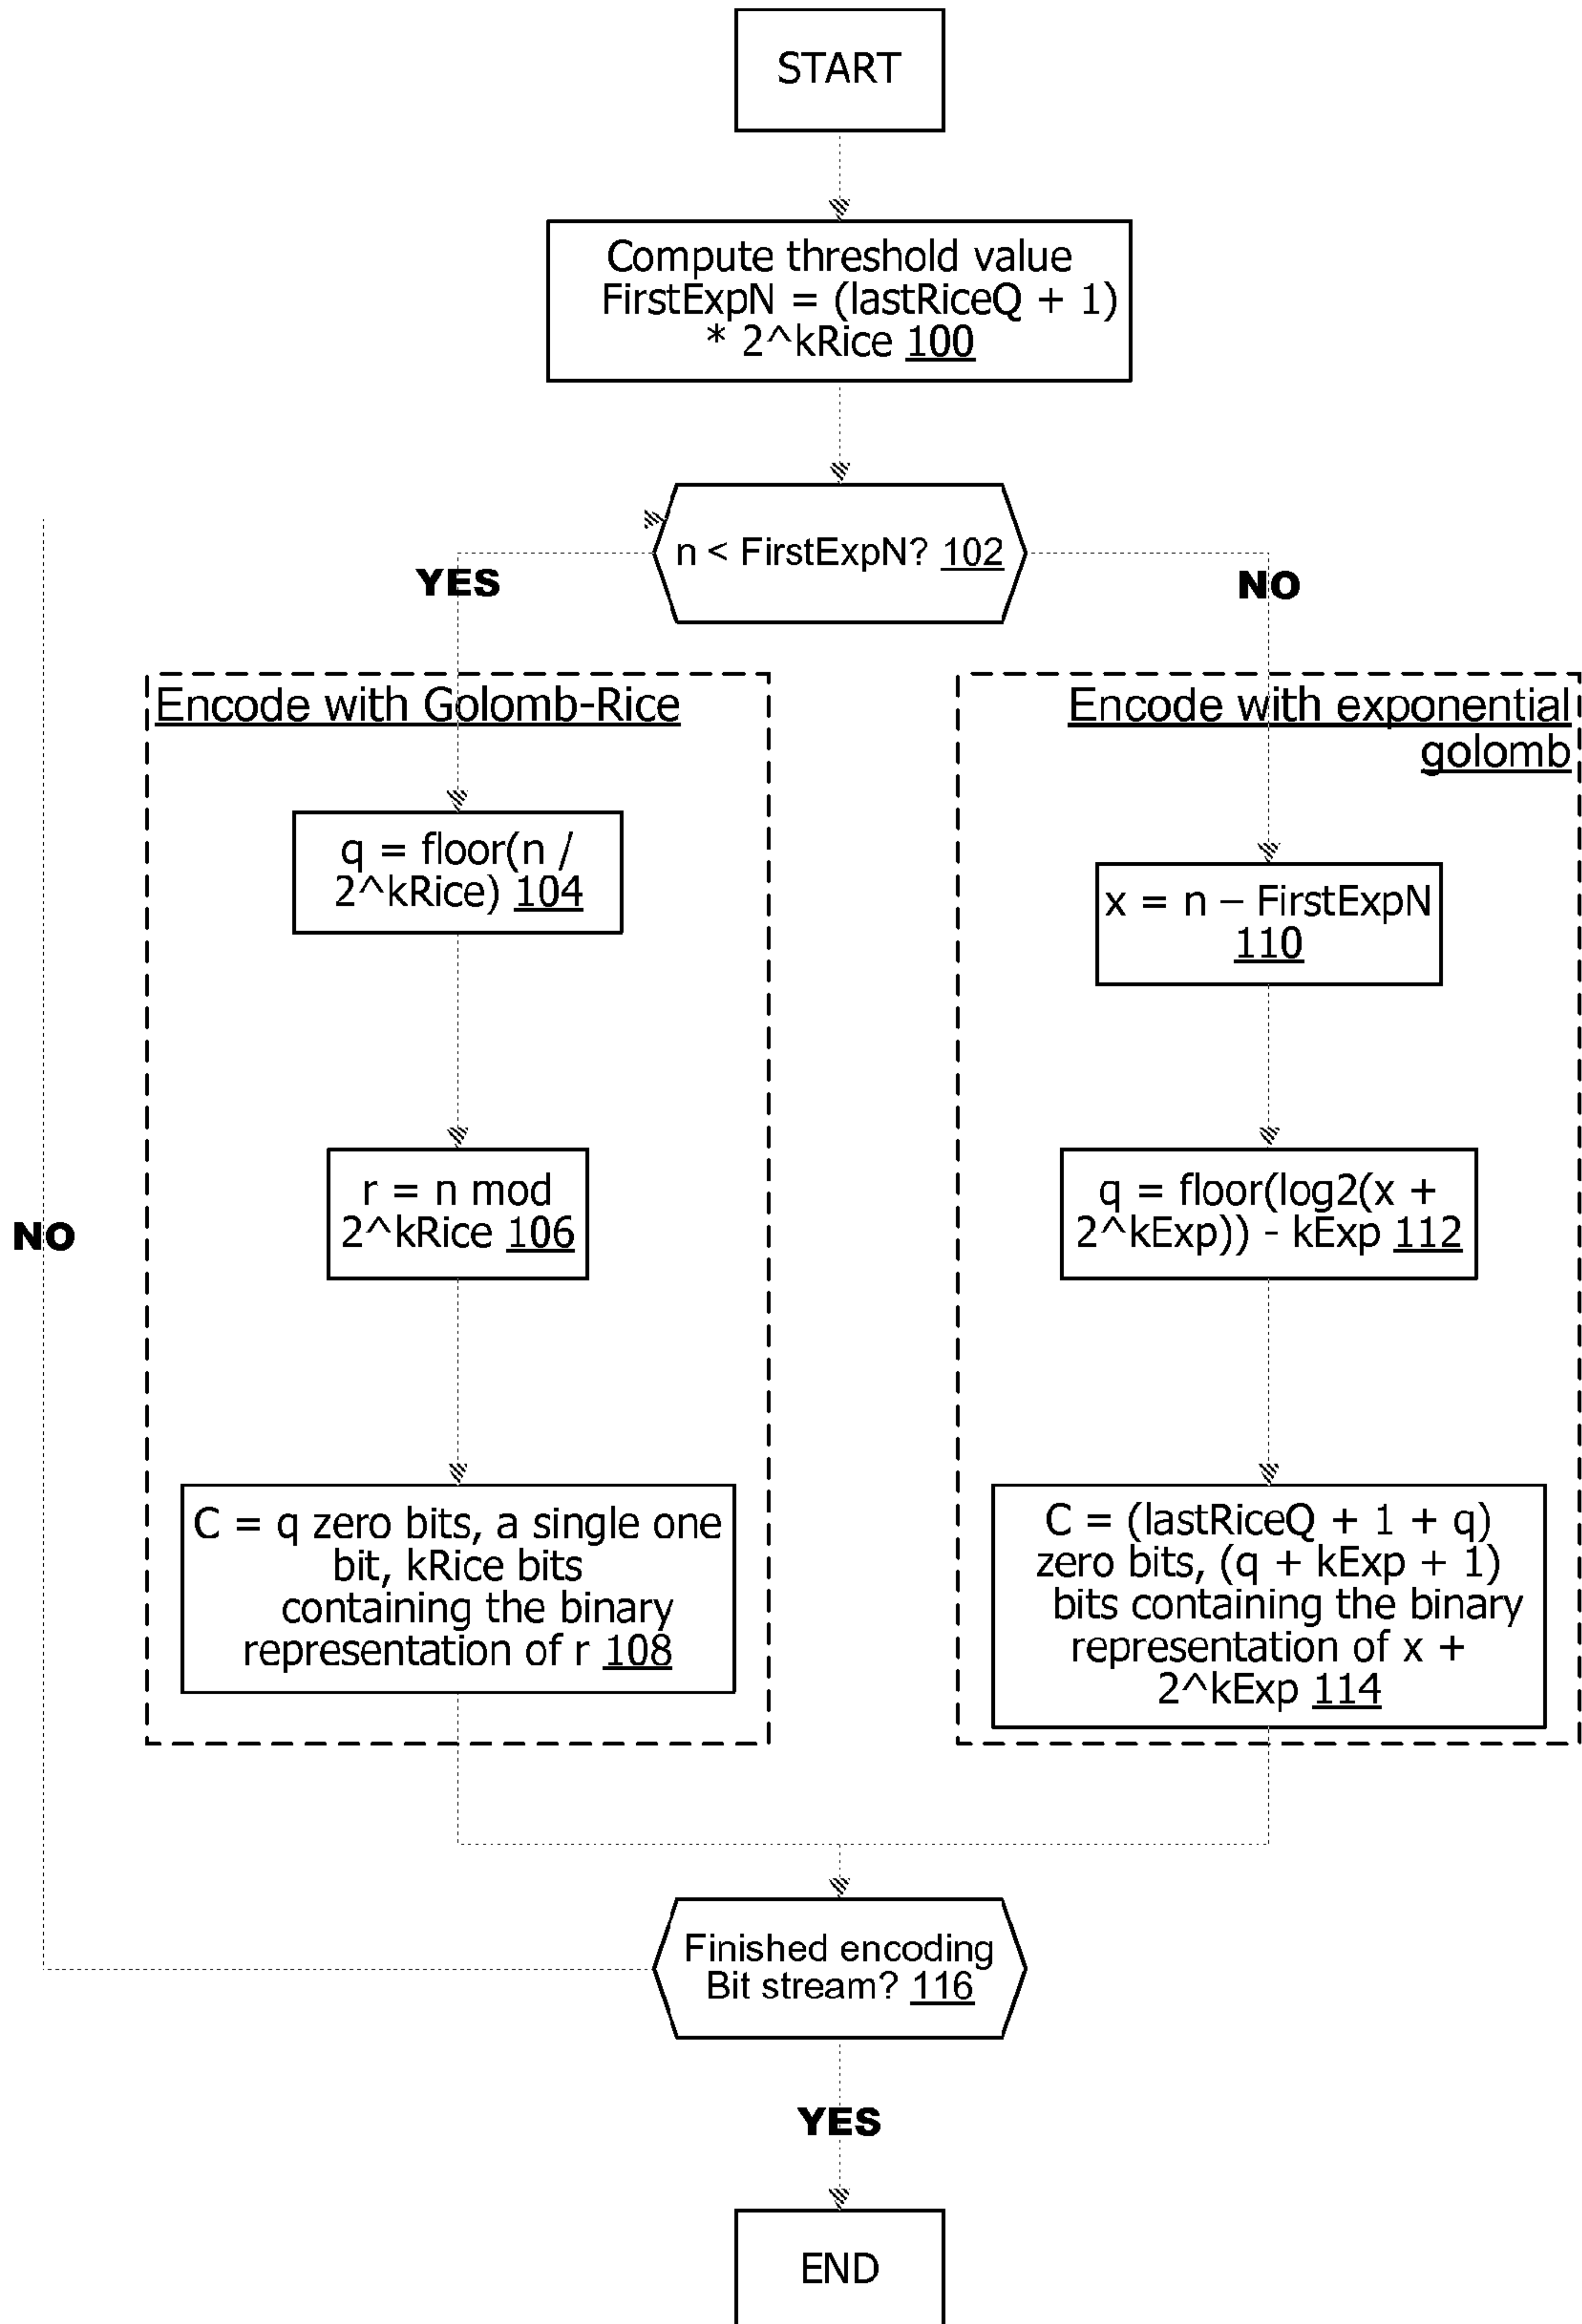 START
Compute threshold value
FirstExpN = (lastRiceQ + 1)
* 2^kRice 100
n < FirstExpN? 102
YES
NO
Encode with Golomb-Rice
q = floor(n /
2^kRice) 104
r = n mod
2^kRice 106
C = q zero bits, a single one
bit, kRice bits
containing the binary
representation of r 108
Encode with exponential
golomb
x = n – FirstExpN
110
q = floor(log2(x +
2^kExp)) - kExp 112
C = (lastRiceQ + 1 + q)
zero bits, (q + kExp + 1)
bits containing the binary
representation of x +
2^kExp 114
NO
Finished encoding
Bit stream? 116
YES
END